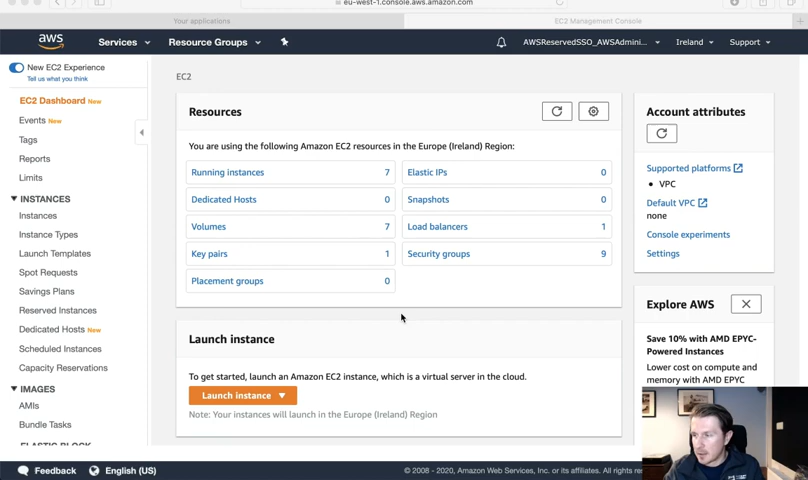 eu-west-1.console.aws.amazon.com
Your applications
EC2 Management Console
aws
Services
Resource Groups
AWSReservedSSO_AWSAdmini...
Ireland
Support
New EC2 Experience
Tell us what you think
EC2 Dashboard New
Events New
Tags
Reports
Limits
INSTANCES
Instances
Instance Types
Launch Templates
Spot Requests
Savings Plans
Reserved Instances
Dedicated Hosts New
Scheduled Instances
Capacity Reservations
IMAGES
AMIs
Bundle Tasks
ELASTIC BLOCK
EC2
Resources
You are using the following Amazon EC2 resources in the Europe (Ireland) Region:
Running instances 7
Elastic IPs 0
Dedicated Hosts 0
Snapshots 0
Volumes 7
Load balancers 1
Key pairs 1
Security groups 9
Placement groups 0
Launch instance
To get started, launch an Amazon EC2 instance, which is a virtual server in the cloud.
Launch instance
Note: Your instances will launch in the Europe (Ireland) Region
Account attributes
Supported platforms
VPC
Default VPC
none
Console experiments
Settings
Explore AWS
Save 10% with AMD EPYC-
Powered Instances
Lower cost on compute and
memory with AMD EPYC
Feedback
English (US)
© 2008 - 2020, Amazon Web Services, Inc. or its affiliates. All rights